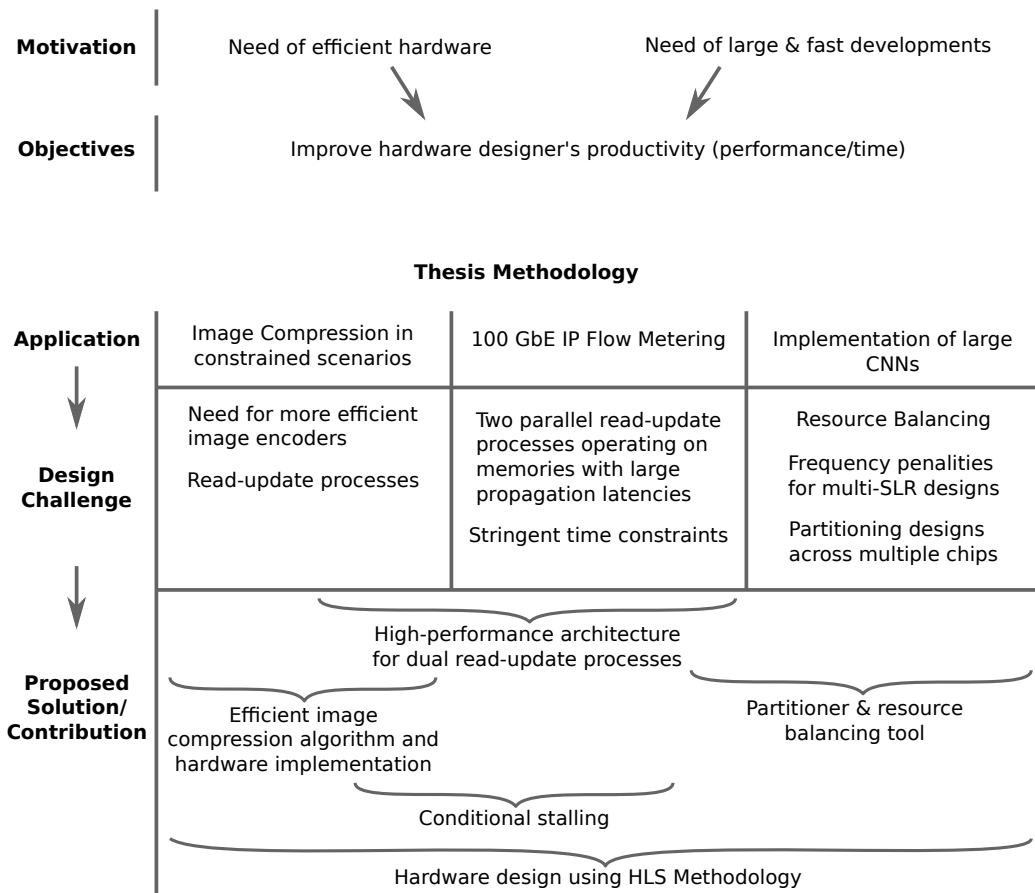 Motivation
Need of efficient hardware
Need of large & fast developments
Objectives
Improve hardware designer's productivity (performance/time)
Thesis Methodology
Application
Image Compression in
constrained scenarios
100 GbE IP Flow Metering
Implementation of large
CNNs
Design
Challenge
Need for more efficient
image encoders
Read-update processes
Two parallel read-update
processes operating on
memories with large
propagation latencies
Stringent time constraints
Resource Balancing
Frequency penalities
for multi-SLR designs
Partitioning designs
across multiple chips
Proposed
Solution/
Contribution
High-performance architecture
for dual read-update processes
Efficient image
compression algorithm and
hardware implementation
Partitioner & resource
balancing tool
Conditional stalling
Hardware design using HLS Methodology